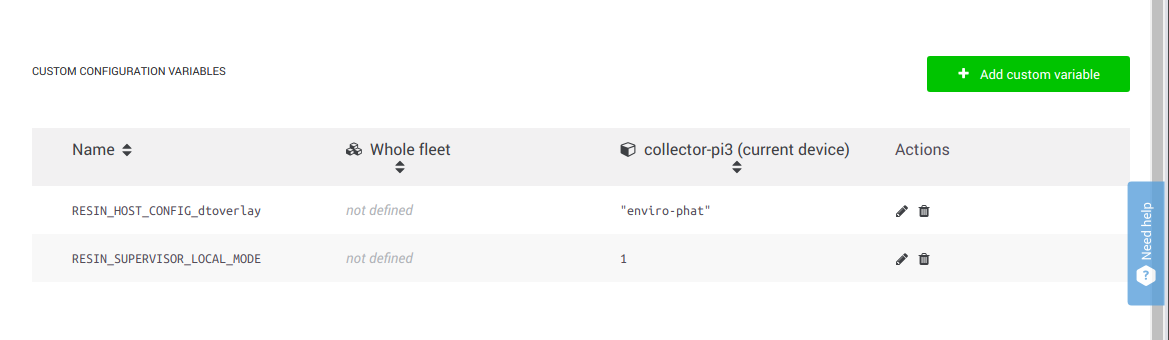 CUSTOM CONFIGURATION VARIABLES
+ Add custom variable
Name Whole fleet collector-pi3 (current device) Actions
RESIN_HOST_CONFIG_dtoverlay not defined "enviro-phat"
RESIN_SUPERVISOR_LOCAL_MODE not defined 1
Need help
?